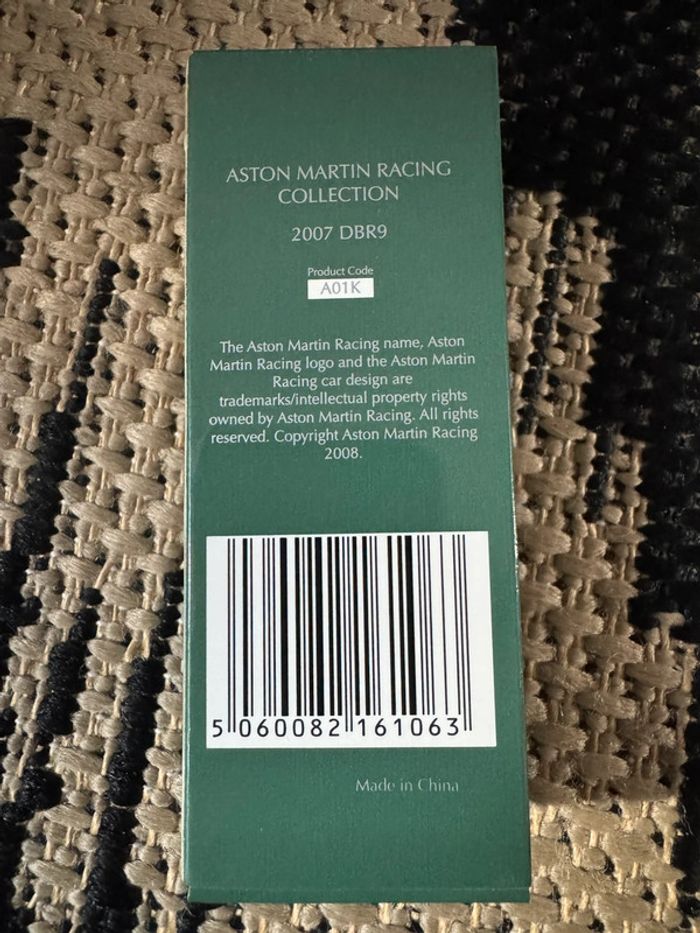 ASTON MARTIN RACING
COLLECTION
2007 DBR9
Product Code
A01K
The Aston Martin Racing name, Aston
Martin Racing logo and the Aston Martin
Racing car design are
trademarks/intellectual property rights
owned by Aston Martin Racing. All rights
reserved. Copyright Aston Martin Racing
2008.
5 060082 161063
Made in China